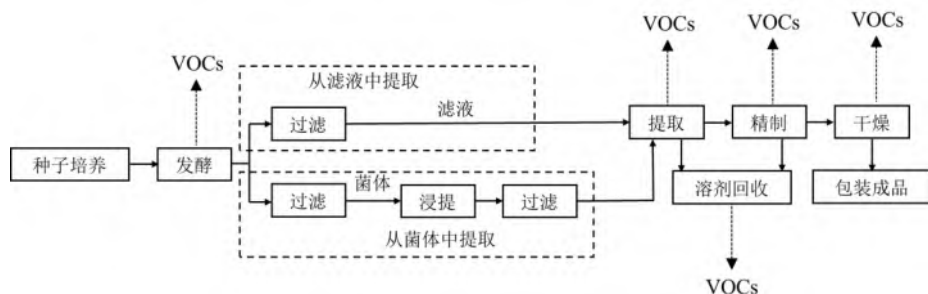 VOCs
VOCs
VOCs
VOCs
从滤液中提取
过滤
滤液
提取
精制
干燥
种子培养
发酵
菌体
过滤
浸提
过滤
从菌体中提取
溶剂回收
包装成品
VOCs